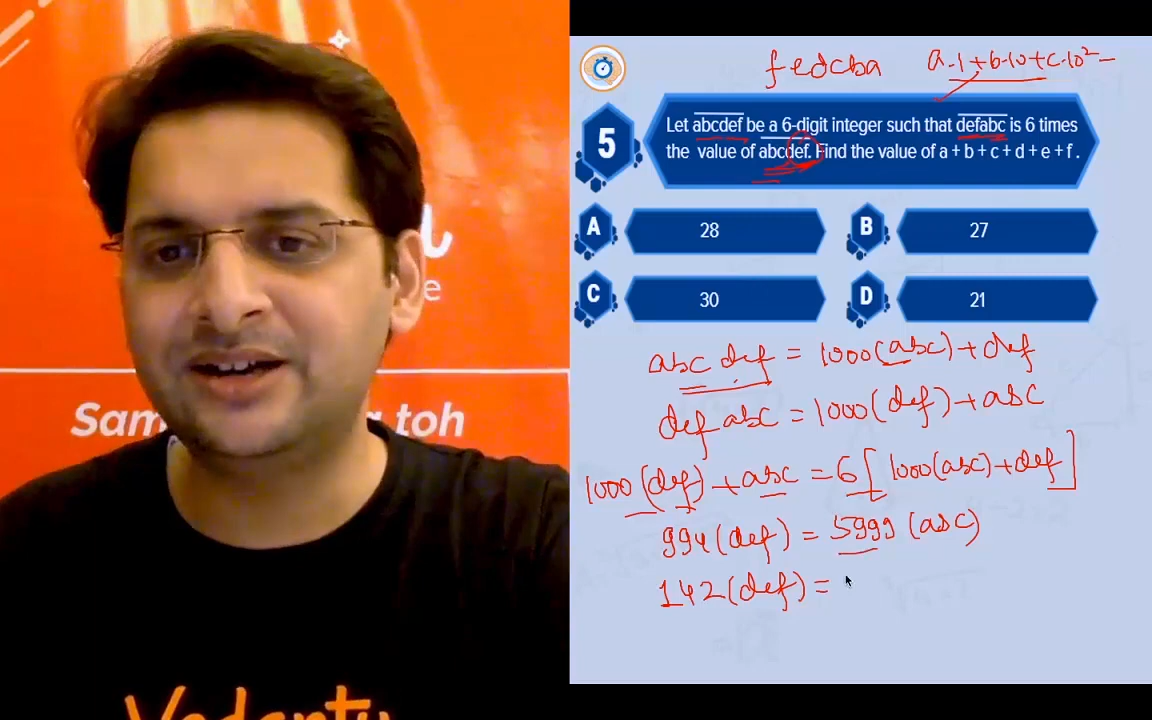 fedcba a·1+b·10+c·10²−
5 Let abcdef be a 6-digit integer such that defabc is 6 times
the value of abcdef. Find the value of a + b + c + d + e + f.
A 28 B 27
C 30 D 21
e
Sam toh
abc def = 1000(abc)+def
def abc = 1000(def)+abc
1000(def)+abc = 6[1000(abc)+def]
994(def) = 5999(abc)
142(def) =
Vedantu